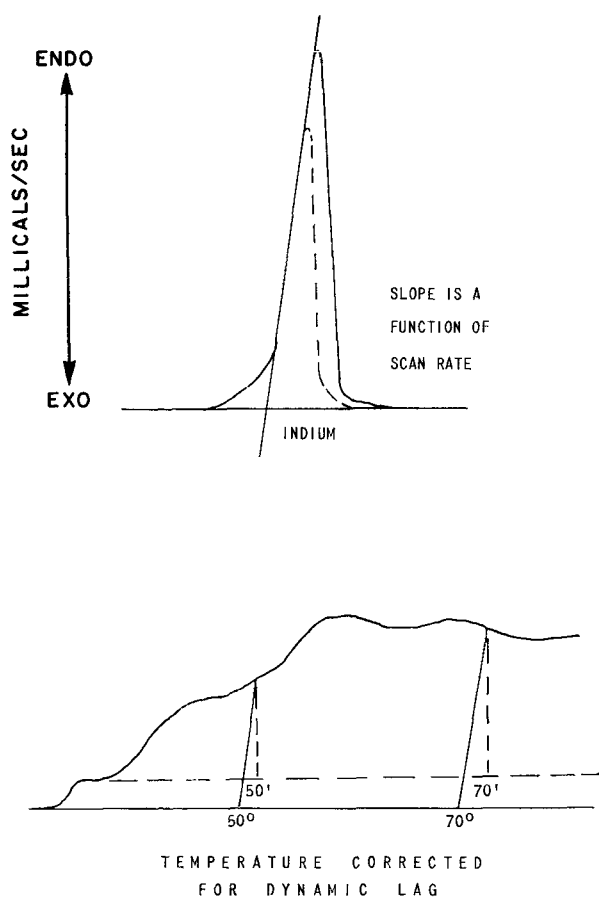 ENDO
MILLICALS/SEC
EXO
SLOPE IS A
FUNCTION OF
SCAN RATE
INDIUM
50'
70'
50°
70°
TEMPERATURE CORRECTED
FOR DYNAMIC LAG